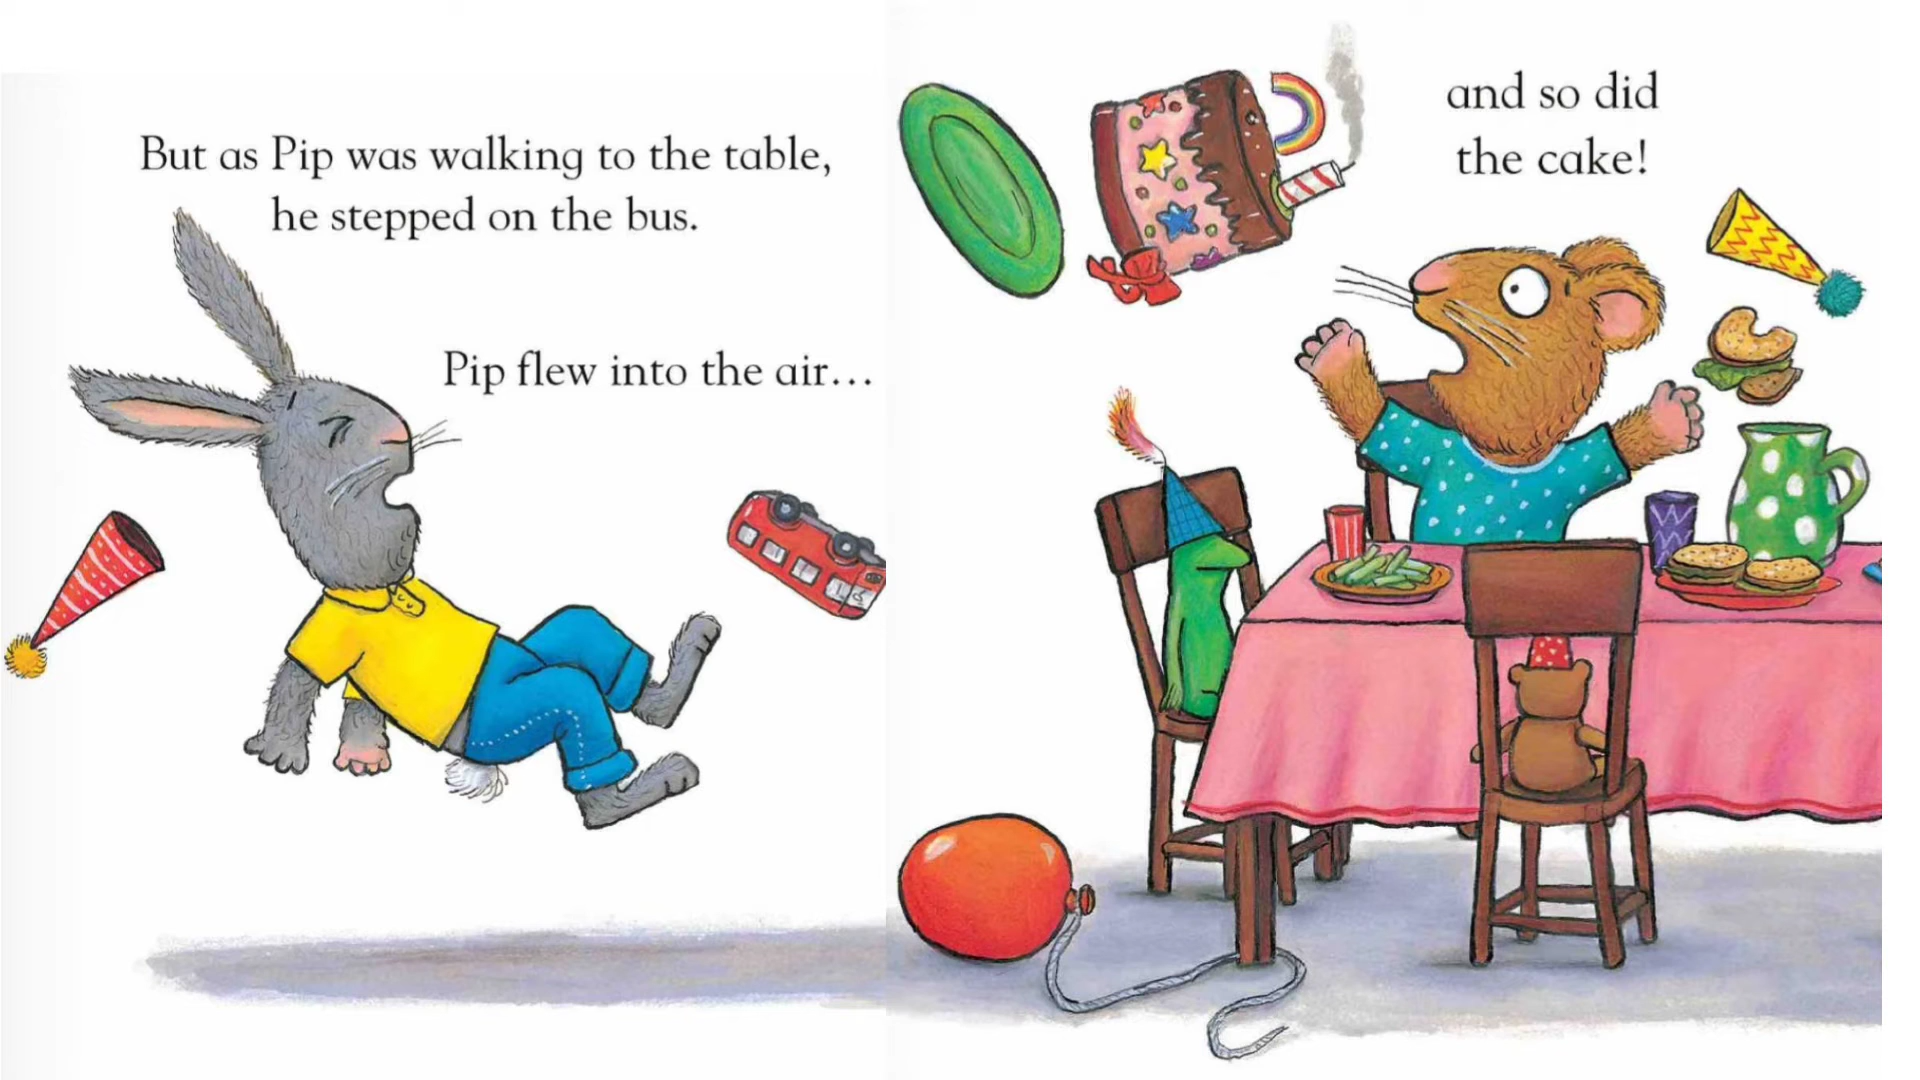 But as Pip was walking to the table,
he stepped on the bus.
Pip flew into the air...
and so did
the cake!